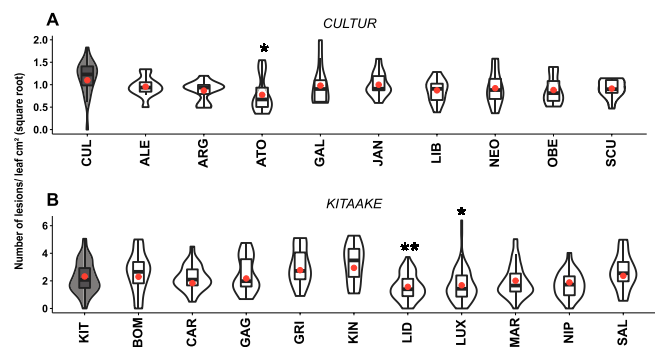 A
CULTUR
Number of lesions/ leaf cm² (square root)
2.0
1.5
1.0
0.5
0.0
*
CUL ALE ARG ATO GAL JAN LIB NEO OBE SCU
B
KITAAKE
6
4
2
0
** *
KIT BOM CAR GAG GRI KIN LID LUX MAR NIP SAL